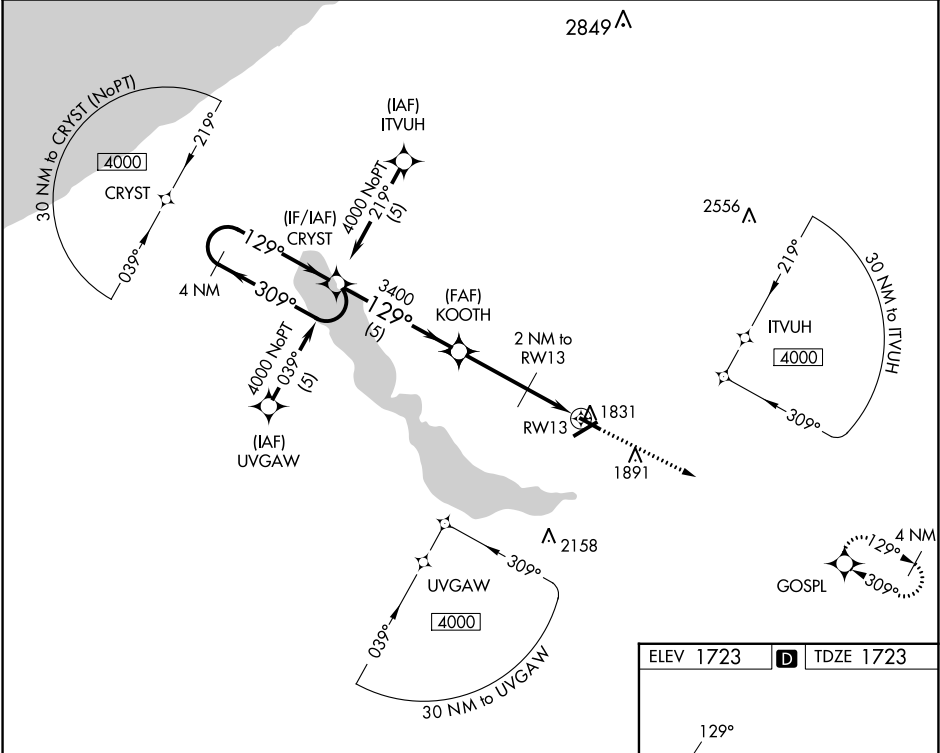 2849
30 NM to CRYST (NoPT)
4000
CRYST
219°
039°
(IAF)
ITVUH
4000 NoPT
219°
(5)
(IF/IAF)
CRYST
129°
309°
4 NM
3400
129°
(5)
(FAF)
KOOTH
2 NM to
RW13
RW13
1831
1891
4000 NoPT
039°
(5)
(IAF)
UVGAW
2556
219°
30 NM to ITVUH
ITVUH
4000
309°
2158
309°
UVGAW
4000
039°
30 NM to UVGAW
4 NM
129°
309°
GOSPL
ELEV 1723
D
TDZE 1723
129°